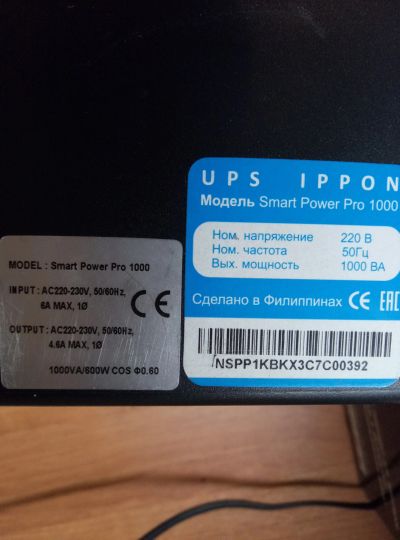 UPS IPPON
Модель Smart Power Pro 1000
Ном. напряжение 220 В
Ном. частота 50Гц
Вых. мощность 1000 ВА
Сделано в Филиппинах CE EAC
NSPP1KBKX3C7C00392
MODEL : Smart Power Pro 1000
INPUT : AC220-230V, 50/60Hz,
6A MAX, 1Ø
CE
OUTPUT : AC220-230V, 50/60Hz,
4.6A MAX, 1Ø
1000VA/600W COS Φ0.60